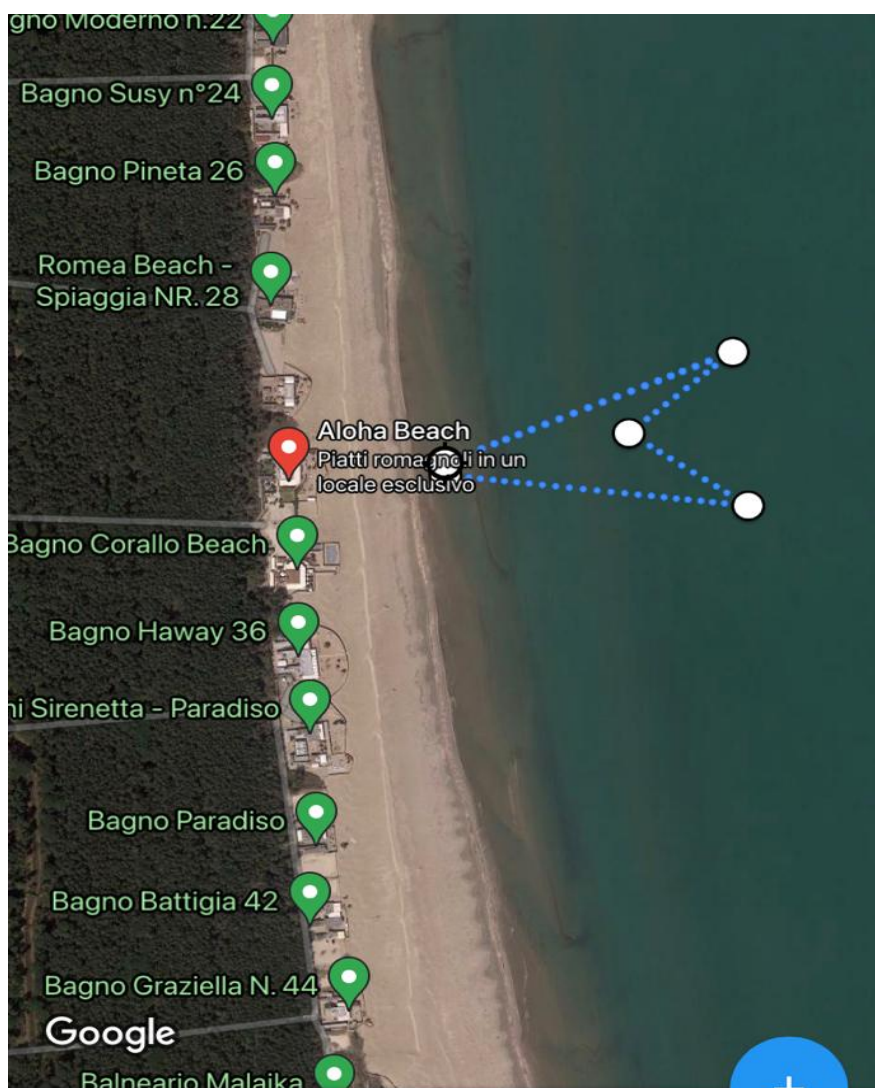 gno Moderno n.22
Bagno Susy n°24
Bagno Pineta 26
Romea Beach -
Spiaggia NR. 28
Aloha Beach
Piatti romagnoli in un
locale esclusivo
Bagno Corallo Beach
Bagno Haway 36
ni Sirenetta - Paradiso
Bagno Paradiso
Bagno Battigia 42
Bagno Graziella N. 44
Google
Balneario Malaika
+